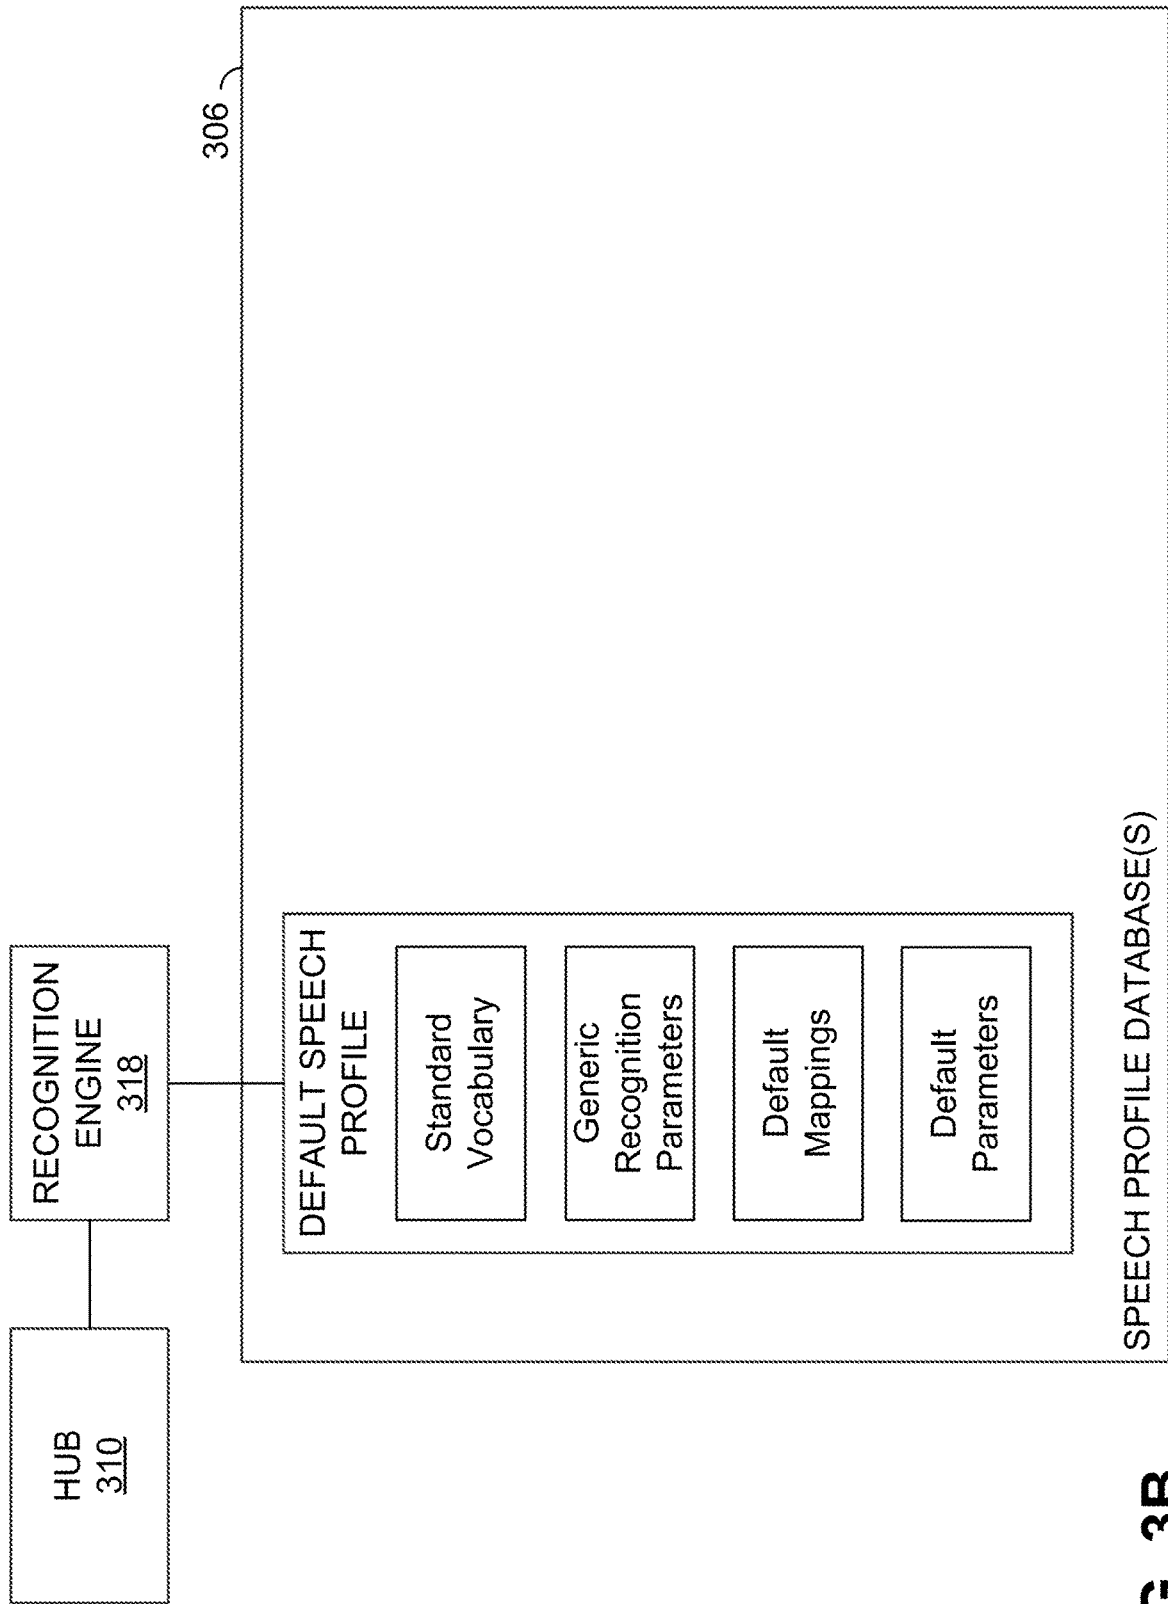 HUB
310
RECOGNITION
ENGINE
318
306
DEFAULT SPEECH
PROFILE
Standard
Vocabulary
Generic
Recognition
Parameters
Default
Mappings
Default
Parameters
SPEECH PROFILE DATABASE(S)